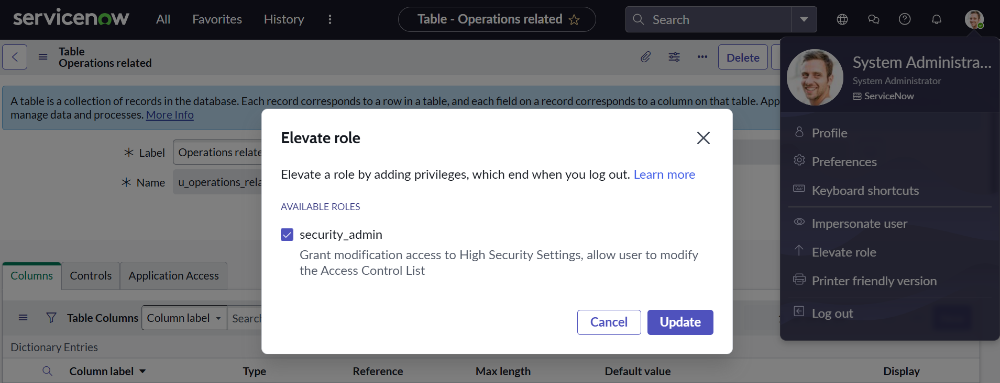 servicenow
All
Favorites
History
Table - Operations related
Search
Table
Operations related
Delete
A table is a collection of records in the database. Each record corresponds to a row in a table, and each field on a record corresponds to a column on that table. App
manage data and processes. More Info
Label
Operations relate
Name
u_operations_rela
Columns
Controls
Application Access
Table Columns
Column label
Search
Dictionary Entries
Column label
Type
Reference
Max length
Default value
Display
Elevate role
Elevate a role by adding privileges, which end when you log out. Learn more
AVAILABLE ROLES
security_admin
Grant modification access to High Security Settings, allow user to modify
the Access Control List
Cancel
Update
System Administra...
System Administrator
ServiceNow
Profile
Preferences
Keyboard shortcuts
Impersonate user
Elevate role
Printer friendly version
Log out